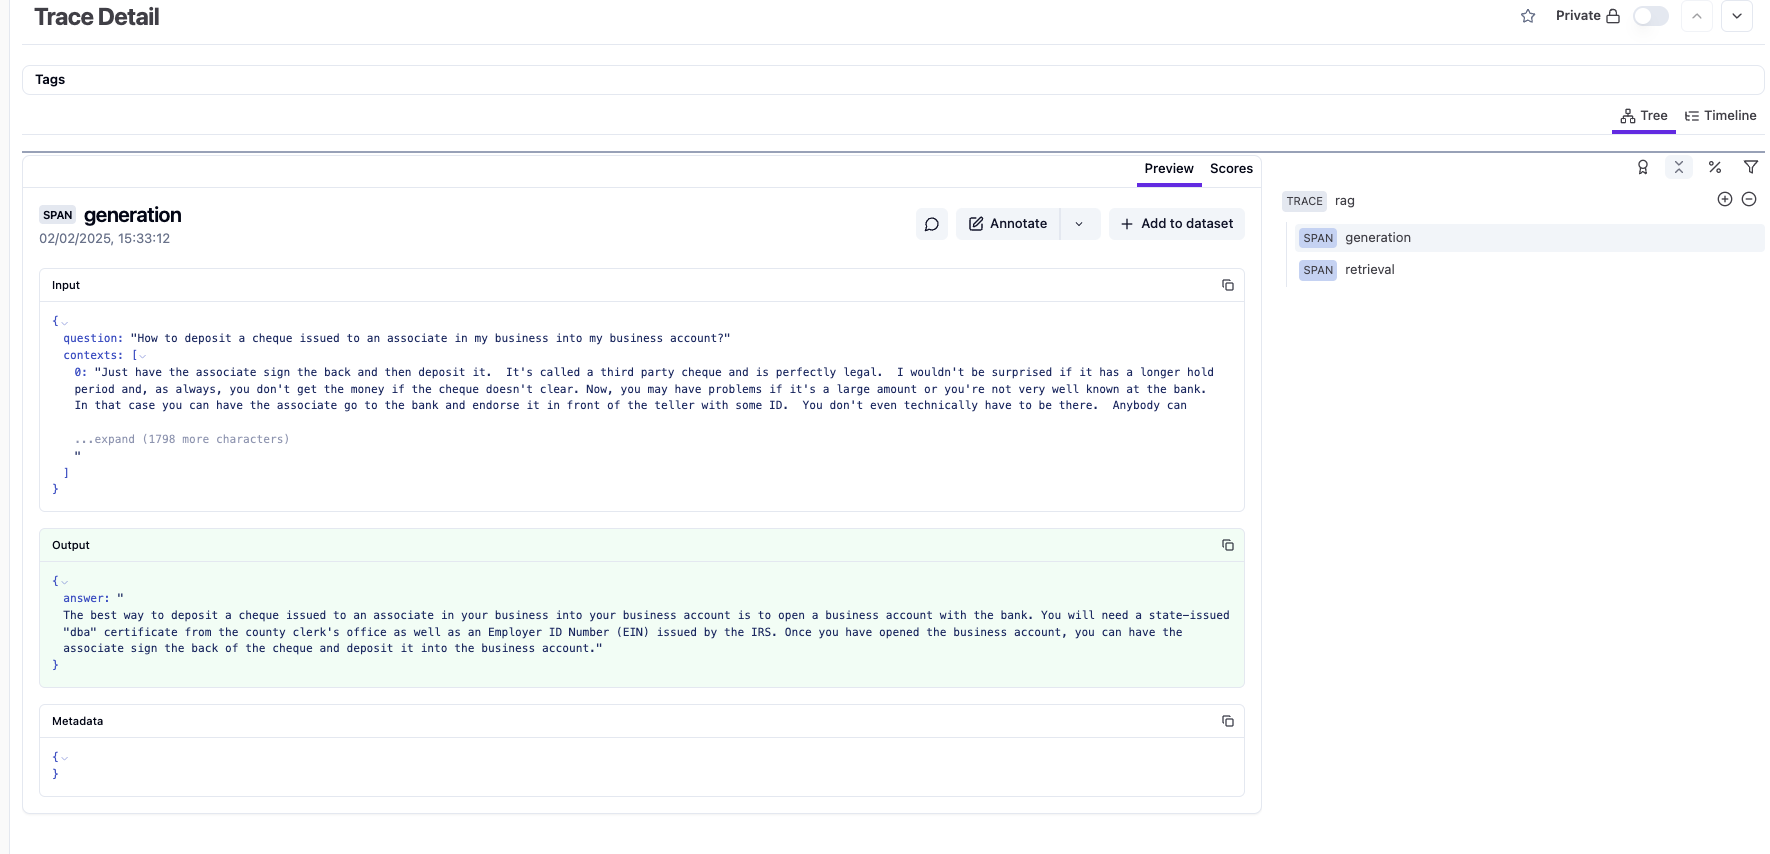 Trace Detail
Private
Tags
Tree
Timeline
Preview
Scores
SPAN generation
02/02/2025, 15:33:12
Annotate
Add to dataset
Input
{
question: "How to deposit a cheque issued to an associate in my business into my business account?"
contexts: [
0: "Just have the associate sign the back and then deposit it.  It's called a third party cheque and is perfectly legal.  I wouldn't be surprised if it has a longer hold
period and, as always, you don't get the money if the cheque doesn't clear. Now, you may have problems if it's a large amount or you're not very well known at the bank.
In that case you can have the associate go to the bank and endorse it in front of the teller with some ID.  You don't even technically have to be there.  Anybody can
...expand (1798 more characters)
"
]
}
Output
{
answer: "
The best way to deposit a cheque issued to an associate in your business into your business account is to open a business account with the bank. You will need a state-issued
"dba" certificate from the county clerk's office as well as an Employer ID Number (EIN) issued by the IRS. Once you have opened the business account, you can have the
associate sign the back of the cheque and deposit it into the business account."
}
Metadata
{
}
TRACE rag
SPAN generation
SPAN retrieval